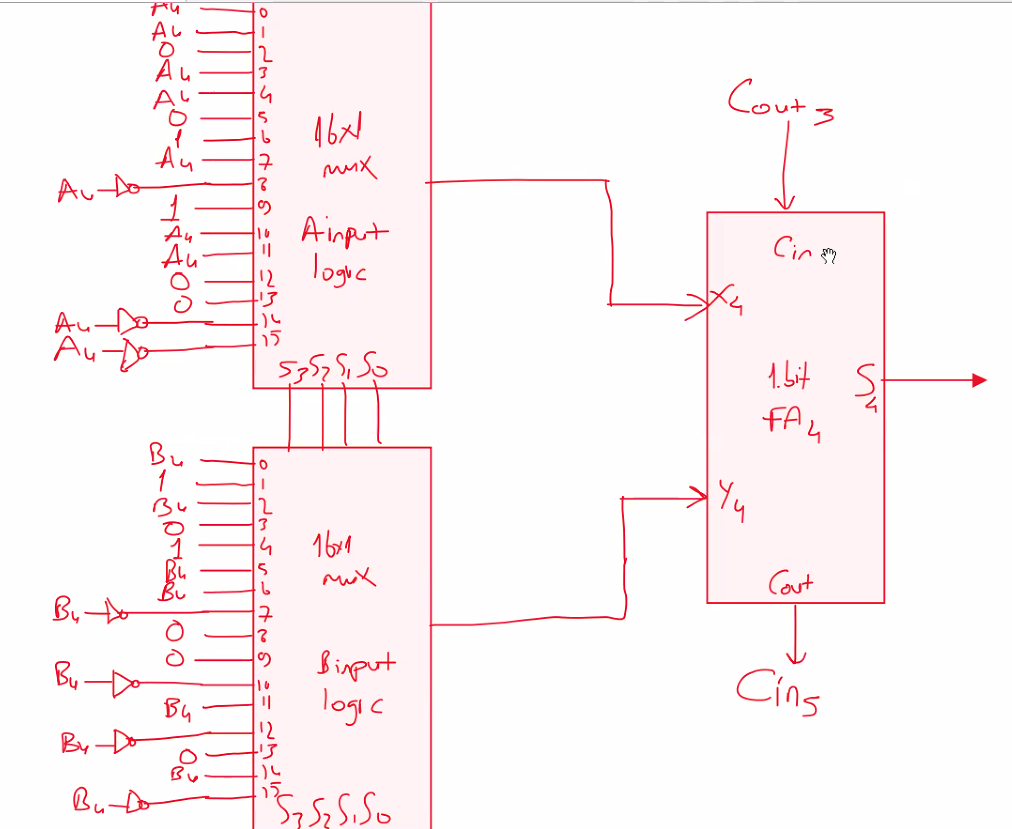 A4 0
A4 1
0 2
A4 3
A4 4
0 5
1 6
A4 7
A4 8
1 9
A4 10
A4 11
0 12
0 13
A4 14
A4 15
16x1
mux
A input
logic
S3 S2 S1 S0
Cout3
Cin
X4
1.bit
FA4
S4
Y4
Cout
Cin5
B4 0
1 1
B4 2
0 3
1 4
B4 5
B4 6
B4 7
0 8
0 9
B4 10
B4 11
B4 12
0 13
B4 14
B4 15
16x1
mux
B input
logic
S3 S2 S1 S0